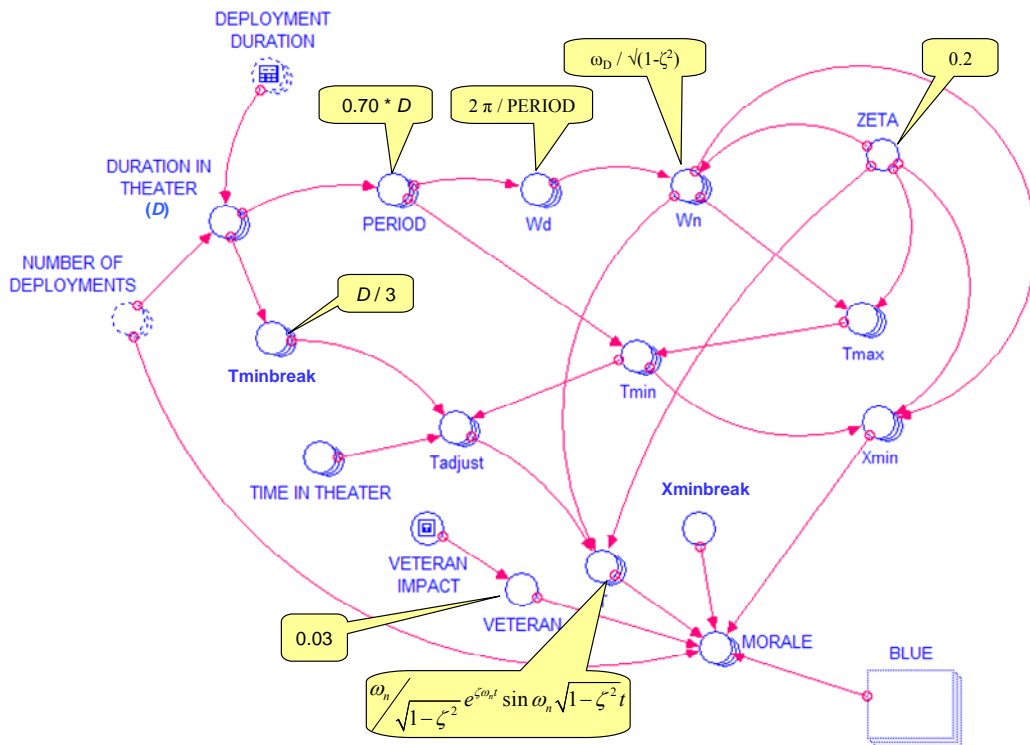 DEPLOYMENT
DURATION
ω_D / √(1-ζ²)
0.2
0.70 * D
2 π / PERIOD
ZETA
DURATION IN
THEATER
(D)
PERIOD
Wd
Wn
NUMBER OF
DEPLOYMENTS
D / 3
Tminbreak
Tmin
Tmax
Tadjust
Xmin
TIME IN THEATER
Xminbreak
VETERAN
IMPACT
0.03
VETERAN
MORALE
BLUE
ω_n / √(1-ζ²) e^(ζω_n t) sin ω_n √(1-ζ²) t